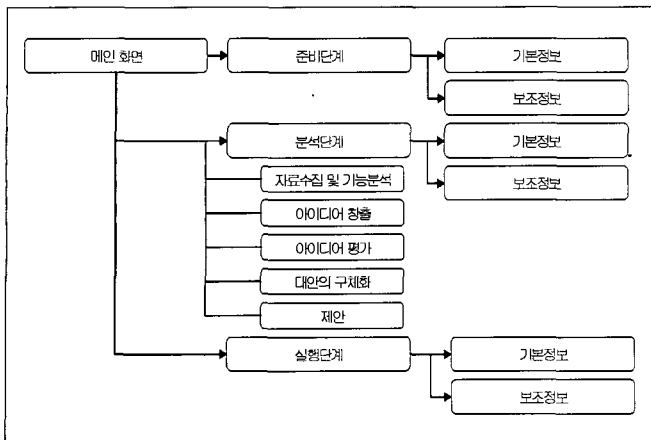 메인 화면
준비단계
기본정보
보조정보
분석단계
기본정보
보조정보
자료수집 및 기능분석
아이디어 창출
아이디어 평가
대안의 구체화
제안
실행단계
기본정보
보조정보